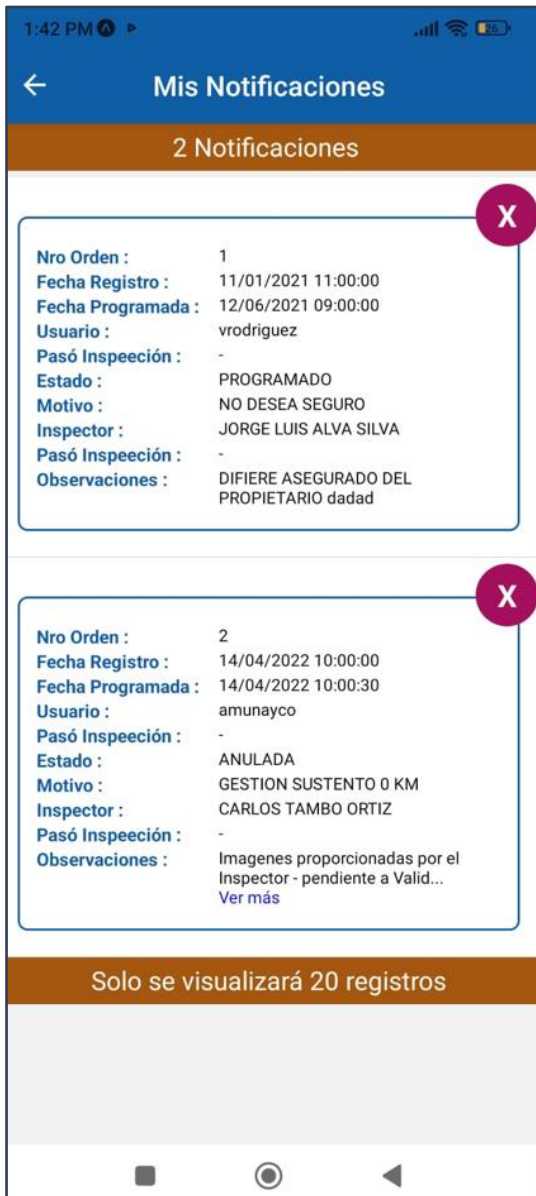 1:42 PM
26
Mis Notificaciones
2 Notificaciones
X
Nro Orden : 1
Fecha Registro : 11/01/2021 11:00:00
Fecha Programada : 12/06/2021 09:00:00
Usuario : vrodriguez
Pasó Inspeeción : -
Estado : PROGRAMADO
Motivo : NO DESEA SEGURO
Inspector : JORGE LUIS ALVA SILVA
Pasó Inspeeción : -
Observaciones : DIFIERE ASEGURADO DEL
PROPIETARIO dadad
X
Nro Orden : 2
Fecha Registro : 14/04/2022 10:00:00
Fecha Programada : 14/04/2022 10:00:30
Usuario : amunayco
Pasó Inspeeción : -
Estado : ANULADA
Motivo : GESTION SUSTENTO 0 KM
Inspector : CARLOS TAMBO ORTIZ
Pasó Inspeeción : -
Observaciones : Imagenes proporcionadas por el
Inspector - pendiente a Valid...
Ver más
Solo se visualizará 20 registros